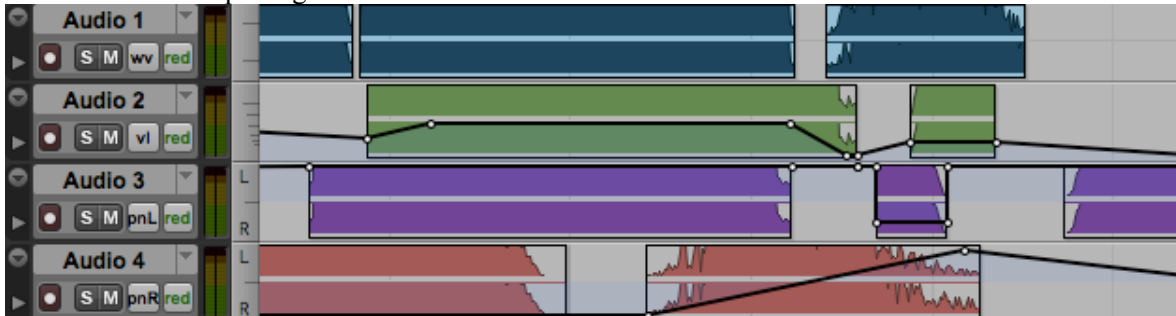 Audio 1
S M wv red
Audio 2
S M vl red
Audio 3
L
S M pnL red
R
Audio 4
L
S M pnR red
R